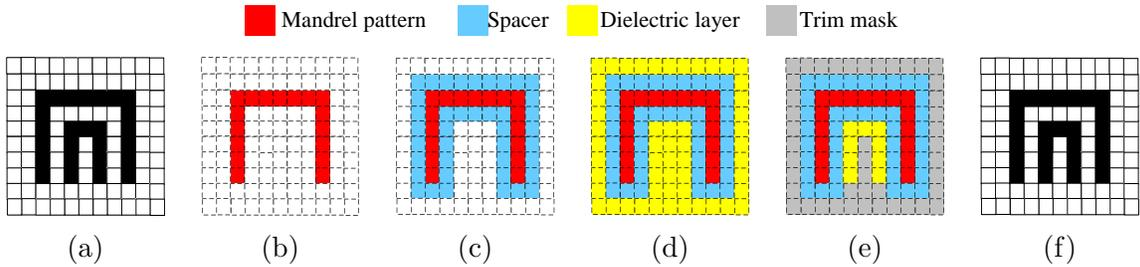 Mandrel pattern Spacer Dielectric layer Trim mask
(a) (b) (c) (d) (e) (f)